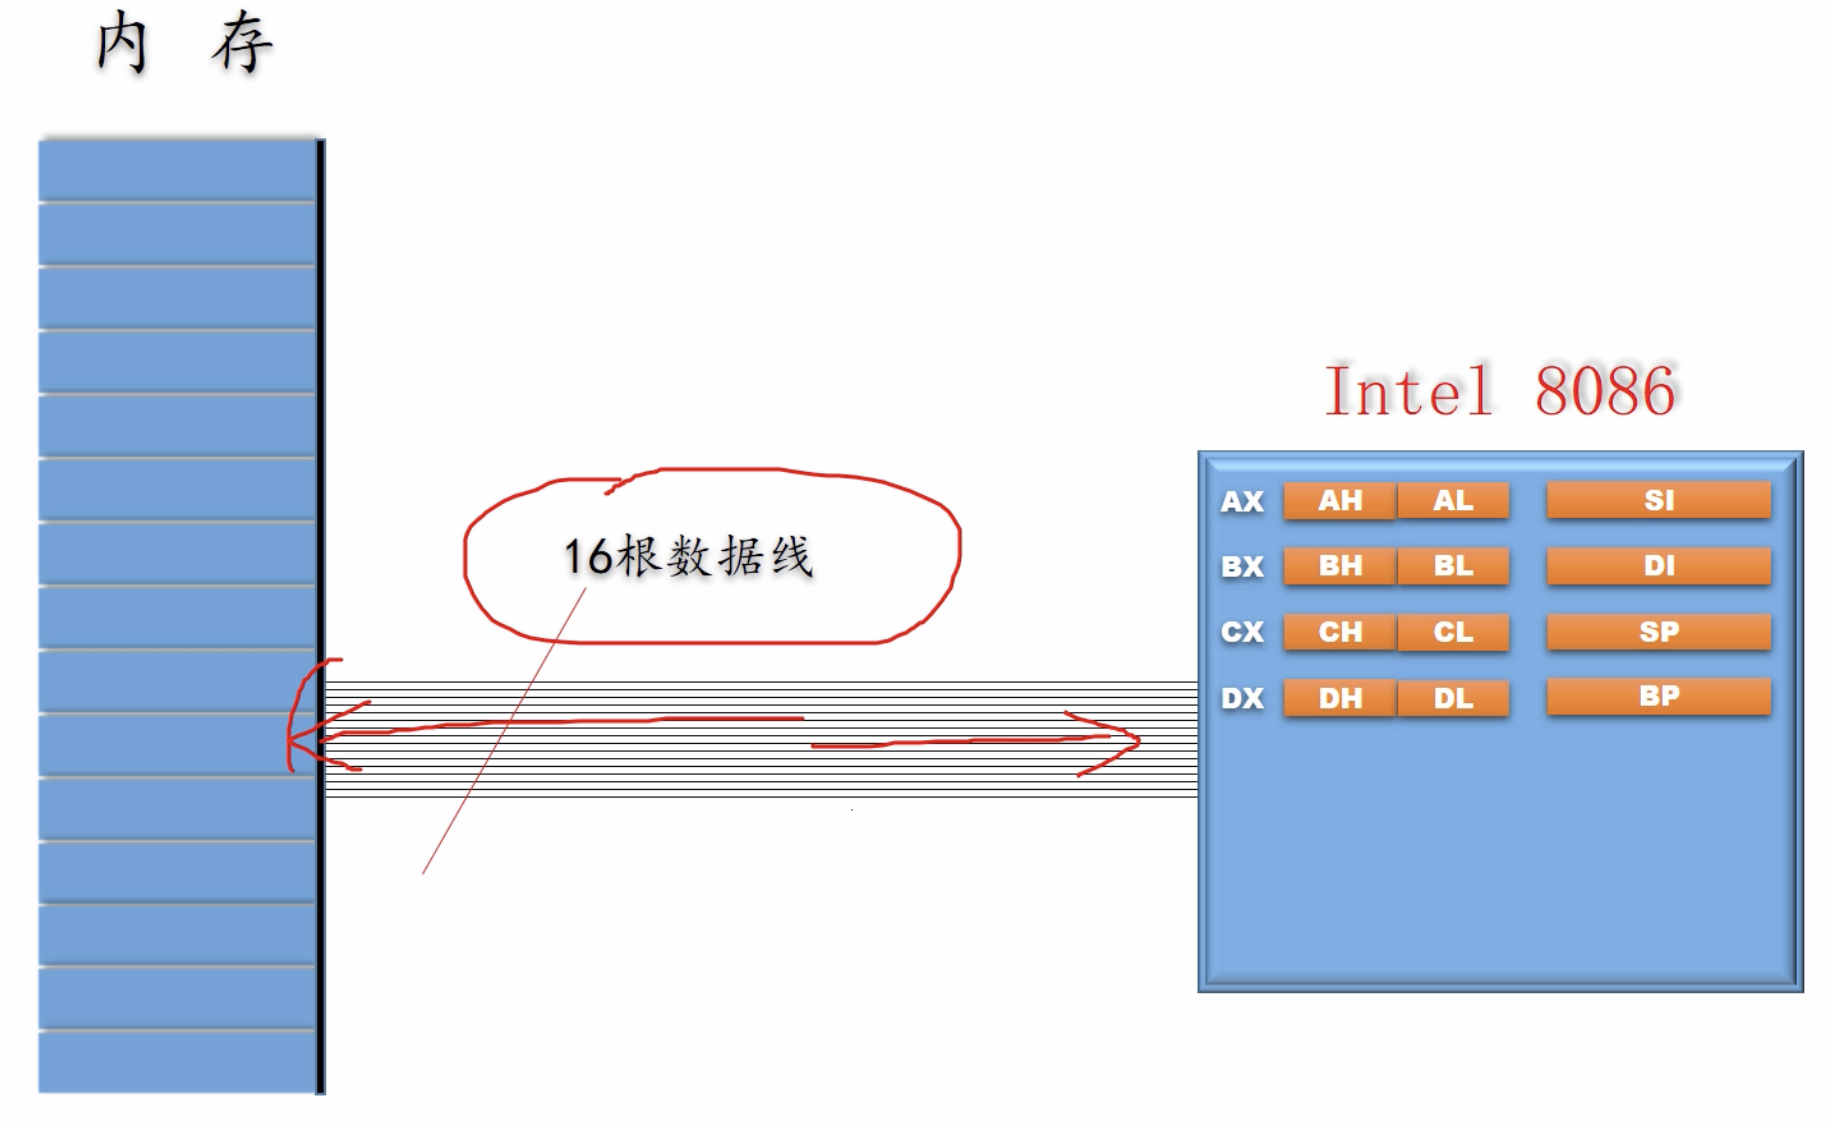 内 存
16根数据线
Intel 8086
AX AH AL SI
BX BH BL DI
CX CH CL SP
DX DH DL BP